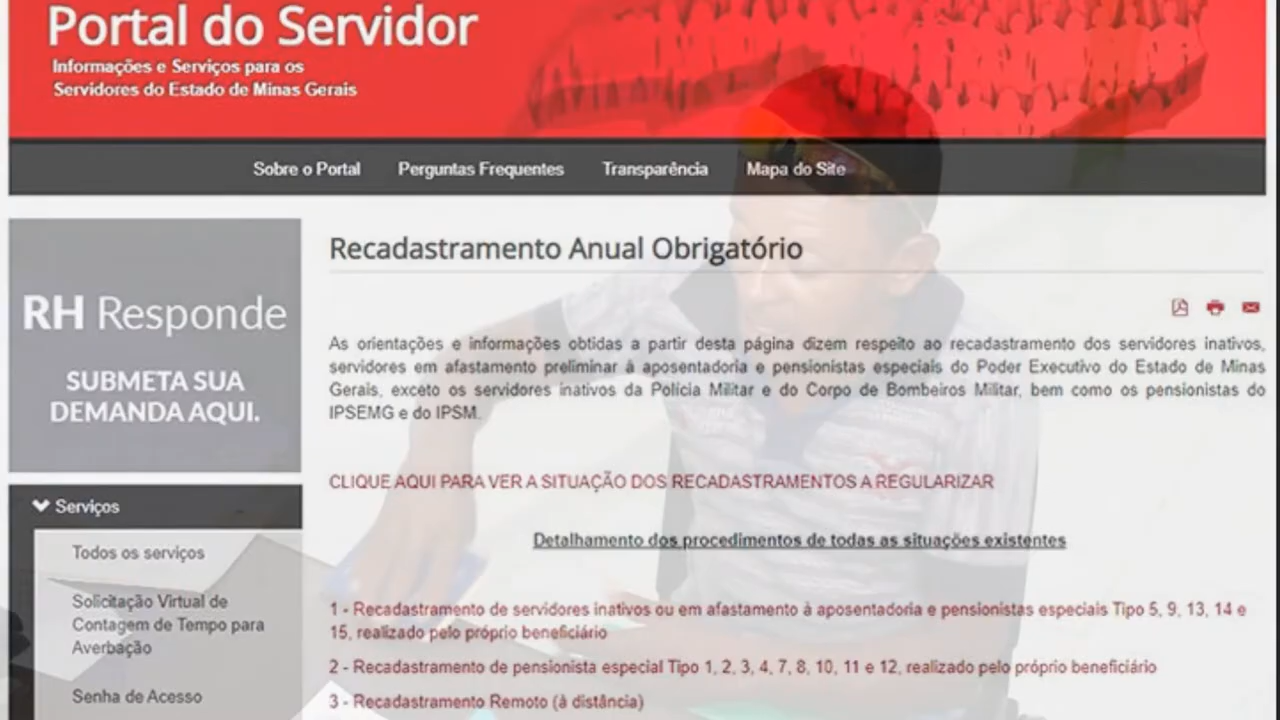 Portal do Servidor
Informações e Serviços para os
Servidores do Estado de Minas Gerais
Sobre o Portal Perguntas Frequentes Transparência Mapa do Site
RH Responde
SUBMETA SUA
DEMANDA AQUI.
Serviços
Todos os serviços
Solicitação Virtual de
Contagem de Tempo para
Averbação
Senha de Acesso
Recadastramento Anual Obrigatório
As orientações e informações obtidas a partir desta página dizem respeito ao recadastramento dos servidores inativos,
servidores em afastamento preliminar à aposentadoria e pensionistas especiais do Poder Executivo do Estado de Minas
Gerais, exceto os servidores inativos da Polícia Militar e do Corpo de Bombeiros Militar, bem como os pensionistas do
IPSEMG e do IPSM.
CLIQUE AQUI PARA VER A SITUAÇÃO DOS RECADASTRAMENTOS A REGULARIZAR
Detalhamento dos procedimentos de todas as situações existentes
1 - Recadastramento de servidores inativos ou em afastamento à aposentadoria e pensionistas especiais Tipo 5, 9, 13, 14 e
15, realizado pelo próprio beneficiário
2 - Recadastramento de pensionista especial Tipo 1, 2, 3, 4, 7, 8, 10, 11 e 12, realizado pelo próprio beneficiário
3 - Recadastramento Remoto (à distância)